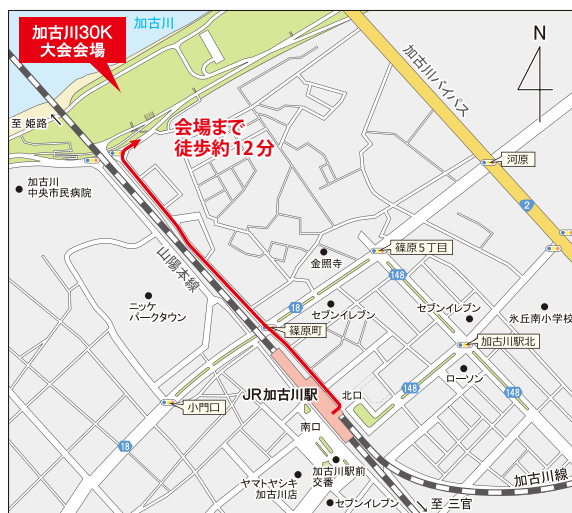 加古川30K
大会会場
加古川
N
加古川バイパス
至 姫路
会場まで
徒歩約12分
河原
加古川
中央市民病院
2
山陽本線
篠原5丁目
金照寺
148
18
ニッケ
パークタウン
セブンイレブン
セブンイレブン
氷丘南小学校
篠原町
148
加古川駅北
ローソン
JR加古川駅
北口
148
小門口
南口
18
加古川駅前
交番
ヤマトヤシキ
加古川店
加古川線
セブンイレブン
至 三宮